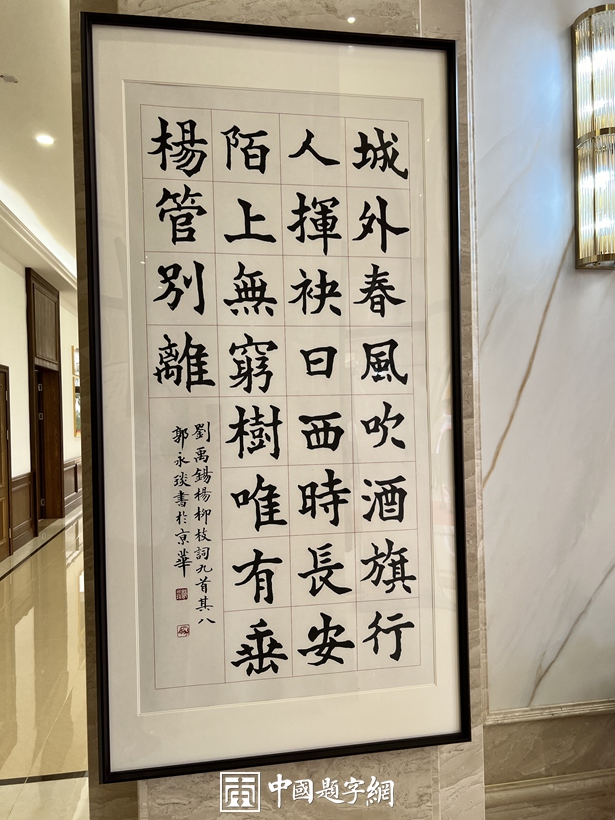 城外春風吹酒旗行
人揮袂日西時長安
陌上無窮樹唯有垂
楊管別離
劉禹錫楊柳枝詞九首其八
郭永琰書於京華
中國題字網